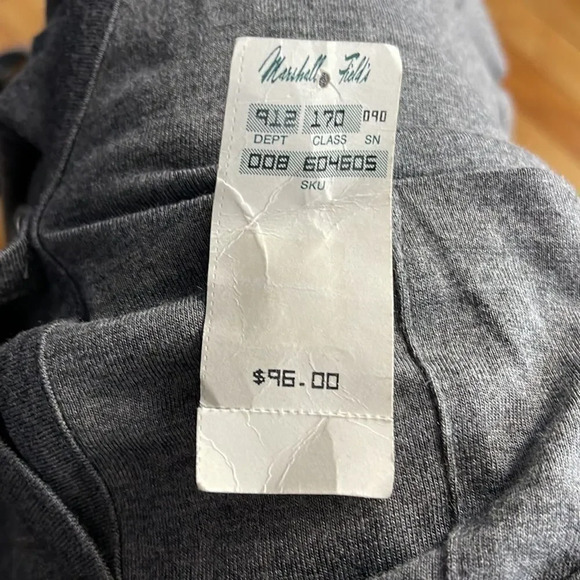 Marshall Field's
912 170 090
DEPT CLASS SN
008 604605
SKU
$96.00